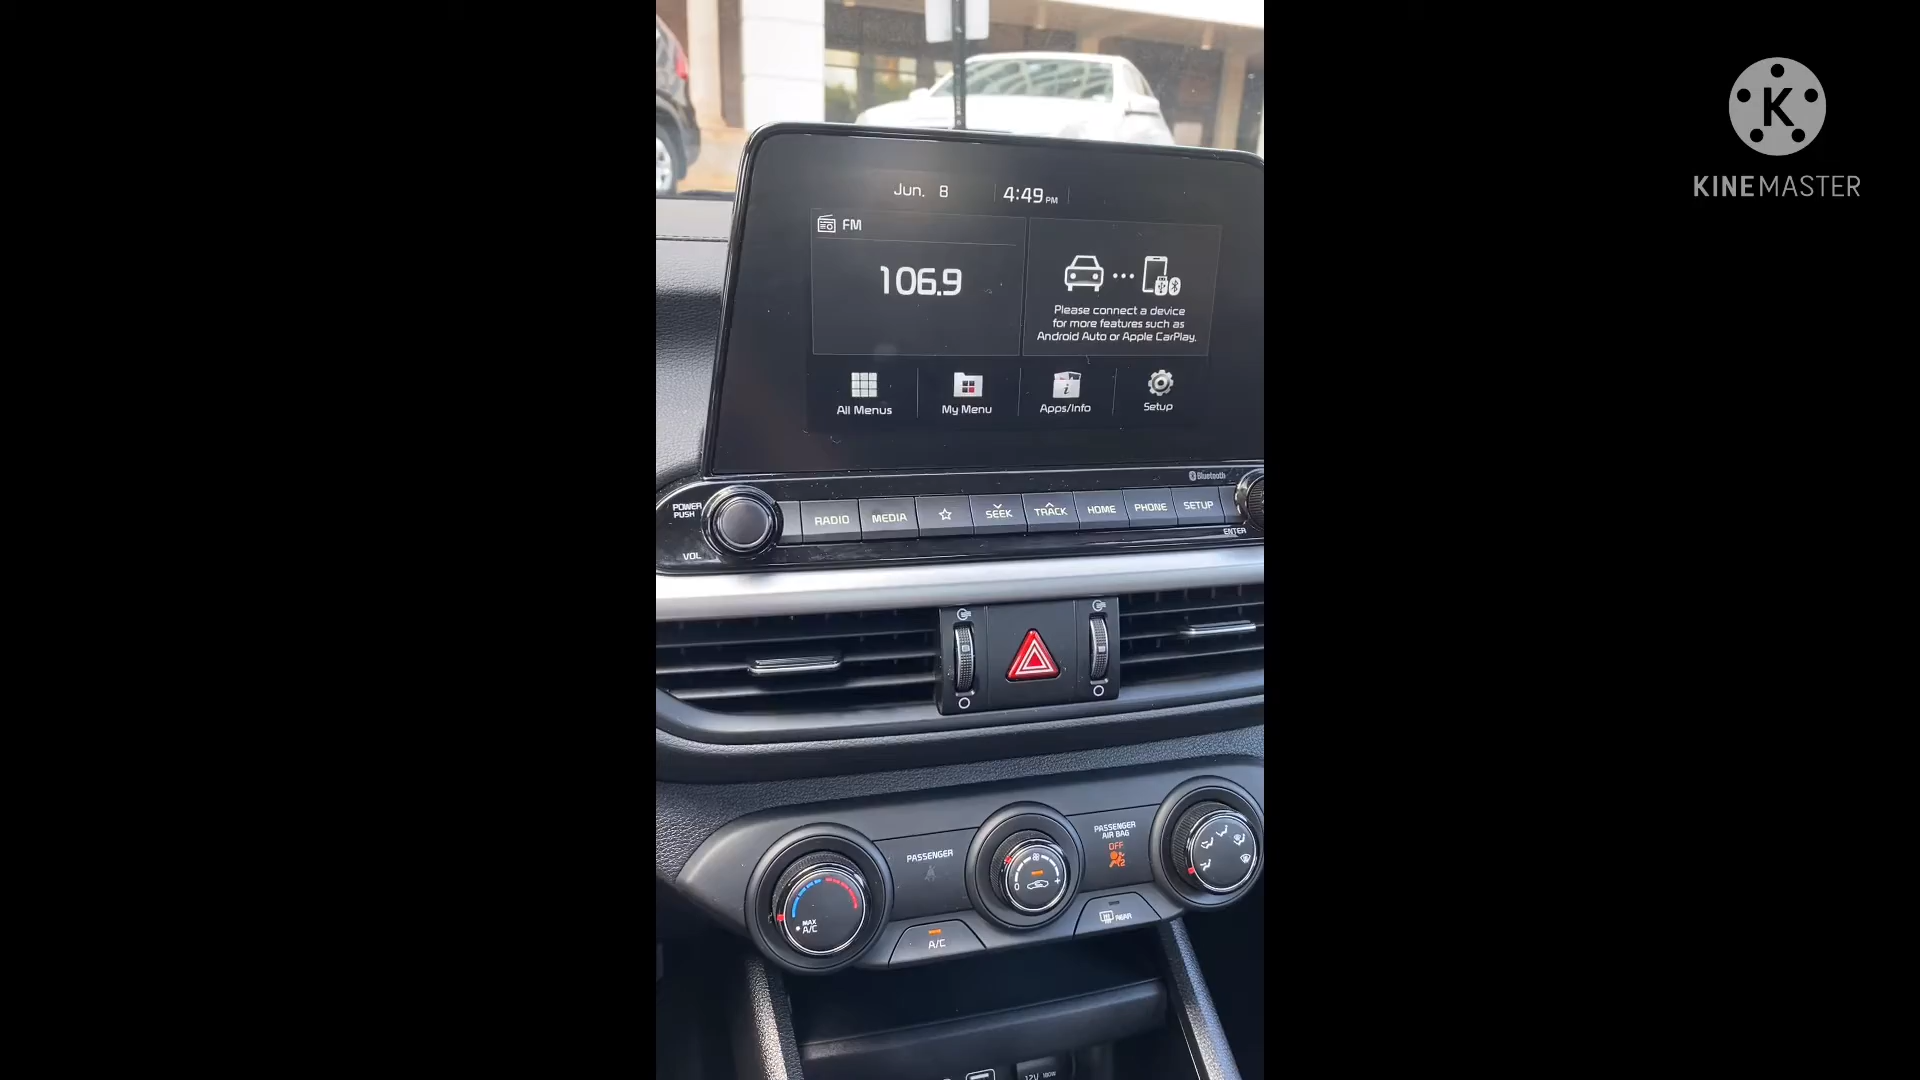 K
KINEMASTER
Jun. 8
4:49 PM
FM
106.9
Please connect a device
for more features such as
Android Auto or Apple CarPlay.
All Menus
My Menu
Apps/Info
Setup
Bluetooth
POWER
PUSH
VOL
RADIO
MEDIA
SEEK
TRACK
HOME
PHONE
SETUP
ENTER
PASSENGER
PASSENGER
AIR BAG
OFF
MAX
A/C
A/C
REAR
12V 180W